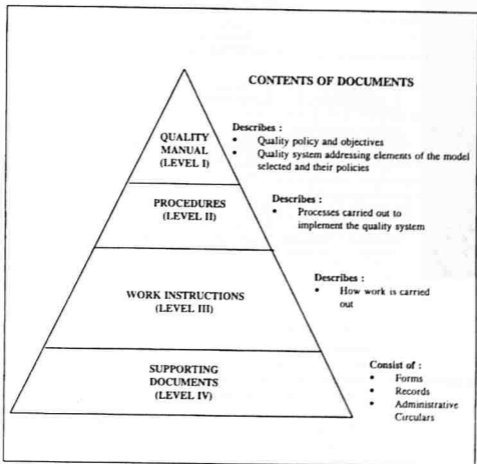 CONTENTS OF DOCUMENTS
QUALITY
MANUAL
(LEVEL I)
Describes :
• Quality policy and objectives
• Quality system addressing elements of the model
selected and their policies
PROCEDURES
(LEVEL II)
Describes :
• Processes carried out to
implement the quality system
WORK INSTRUCTIONS
(LEVEL III)
Describes :
• How work is carried
out
SUPPORTING
DOCUMENTS
(LEVEL IV)
Consist of :
• Forms
• Records
• Administrative
Circulars